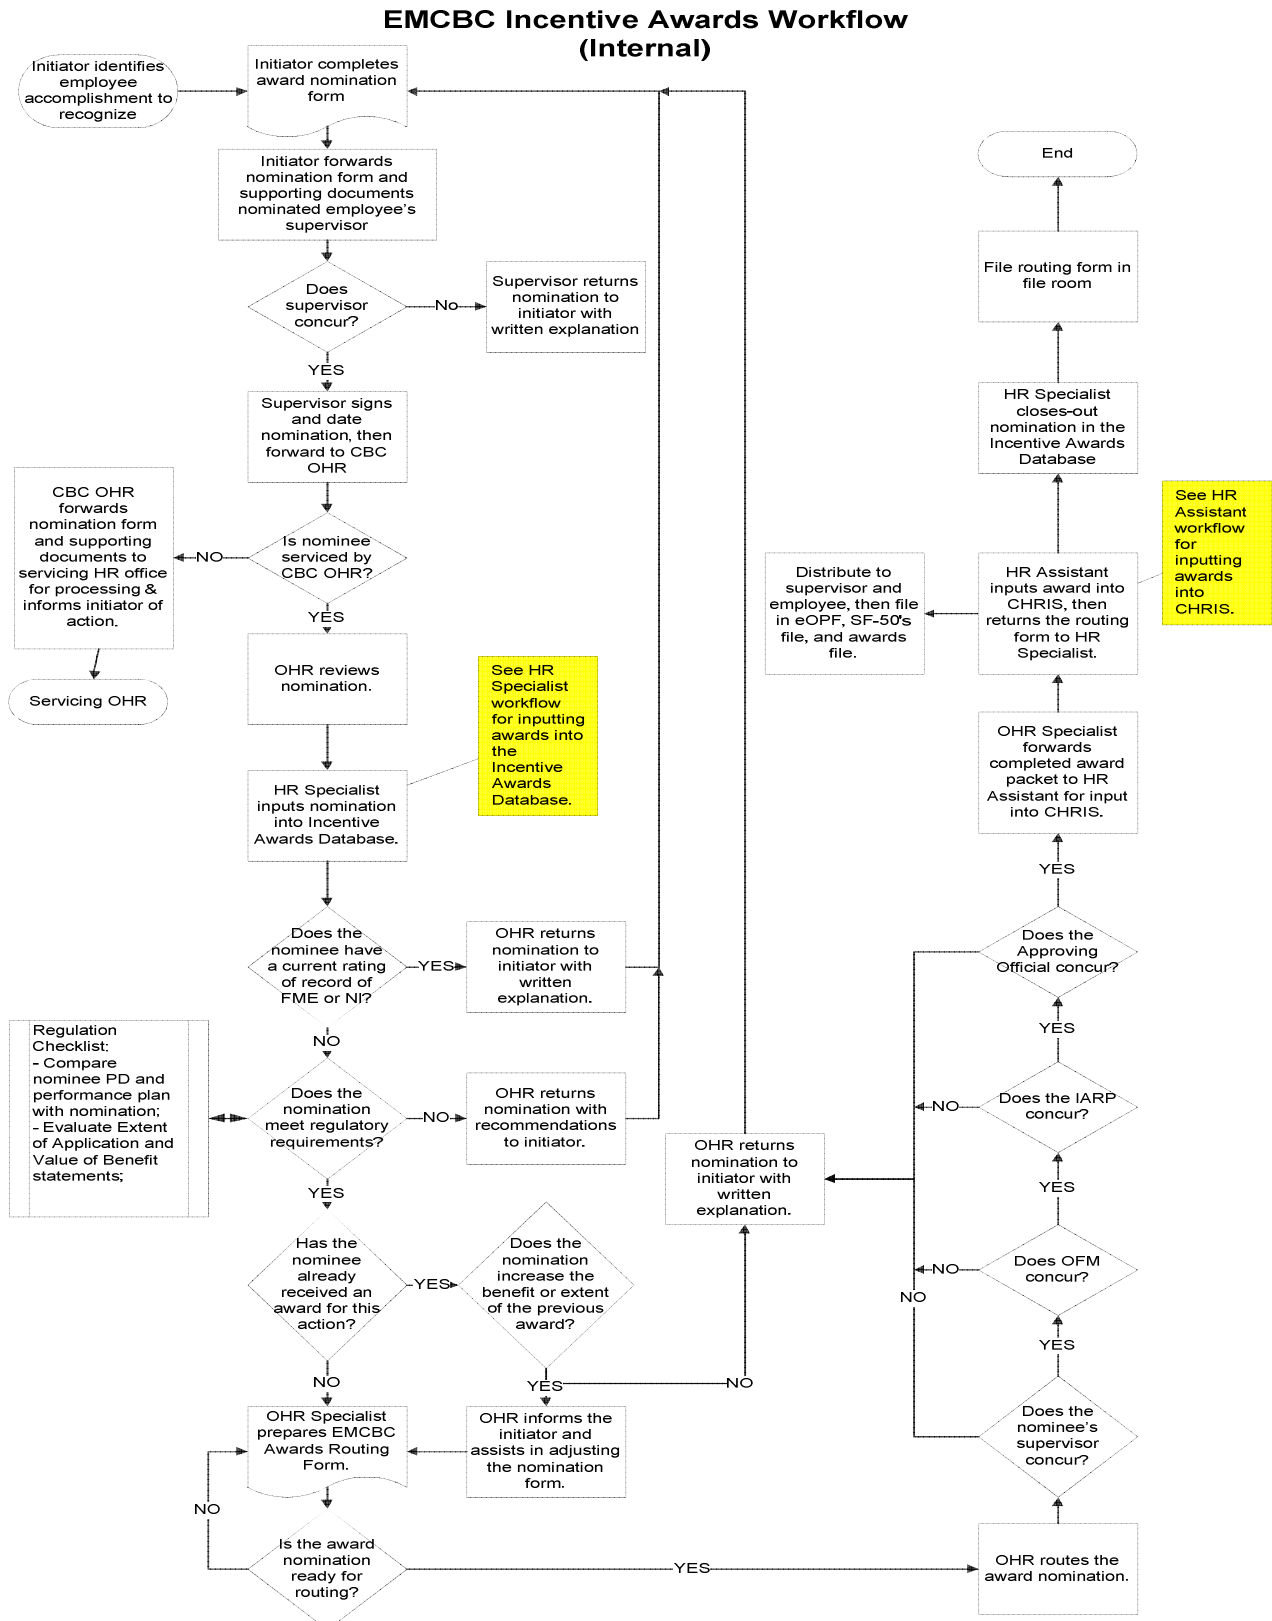 EMCBC Incentive Awards Workflow
(Internal)
Initiator identifies
employee
accomplishment to
recognize
Initiator completes
award nomination
form
Initiator forwards
nomination form and
supporting documents
nominated employee's
supervisor
Does
supervisor
concur?
No
Supervisor returns
nomination to
initiator with
written explanation
YES
Supervisor signs
and date
nomination, then
forward to CBC
OHR
Is nominee
serviced by
CBC OHR?
NO
CBC OHR
forwards
nomination form
and supporting
documents to
servicing HR office
for processing &
informs initiator of
action.
Servicing OHR
YES
OHR reviews
nomination.
See HR
Specialist
workflow
for inputting
awards into
the
Incentive
Awards
Database.
HR Specialist
inputs nomination
into Incentive
Awards Database.
Does the
nominee have
a current rating
of record of
FME or NI?
YES
OHR returns
nomination to
initiator with
written
explanation.
NO
Regulation
Checklist:
- Compare
nominee PD and
performance plan
with nomination;
- Evaluate Extent
of Application and
Value of Benefit
statements;
Does the
nomination
meet regulatory
requirements?
NO
OHR returns
nomination with
recommendations
to initiator.
YES
Has the
nominee
already
received an
award for this
action?
YES
Does the
nomination
increase the
benefit or extent
of the previous
award?
NO
YES
NO
OHR Specialist
prepares EMCBC
Awards Routing
Form.
OHR informs the
initiator and
assists in adjusting
the nomination
form.
NO
Is the award
nomination
ready for
routing?
YES
OHR routes the
award nomination.
Does the
nominee's
supervisor
concur?
NO
YES
Does OFM
concur?
NO
YES
Does the IARP
concur?
NO
YES
Does the
Approving
Official concur?
OHR returns
nomination to
initiator with
written
explanation.
YES
OHR Specialist
forwards
completed award
packet to HR
Assistant for input
into CHRIS.
HR Assistant
inputs award into
CHRIS, then
returns the routing
form to HR
Specialist.
See HR
Assistant
workflow
for
inputting
awards
into
CHRIS.
Distribute to
supervisor and
employee, then file
in eOPF, SF-50's
file, and awards
file.
HR Specialist
closes-out
nomination in the
Incentive Awards
Database
File routing form in
file room
End